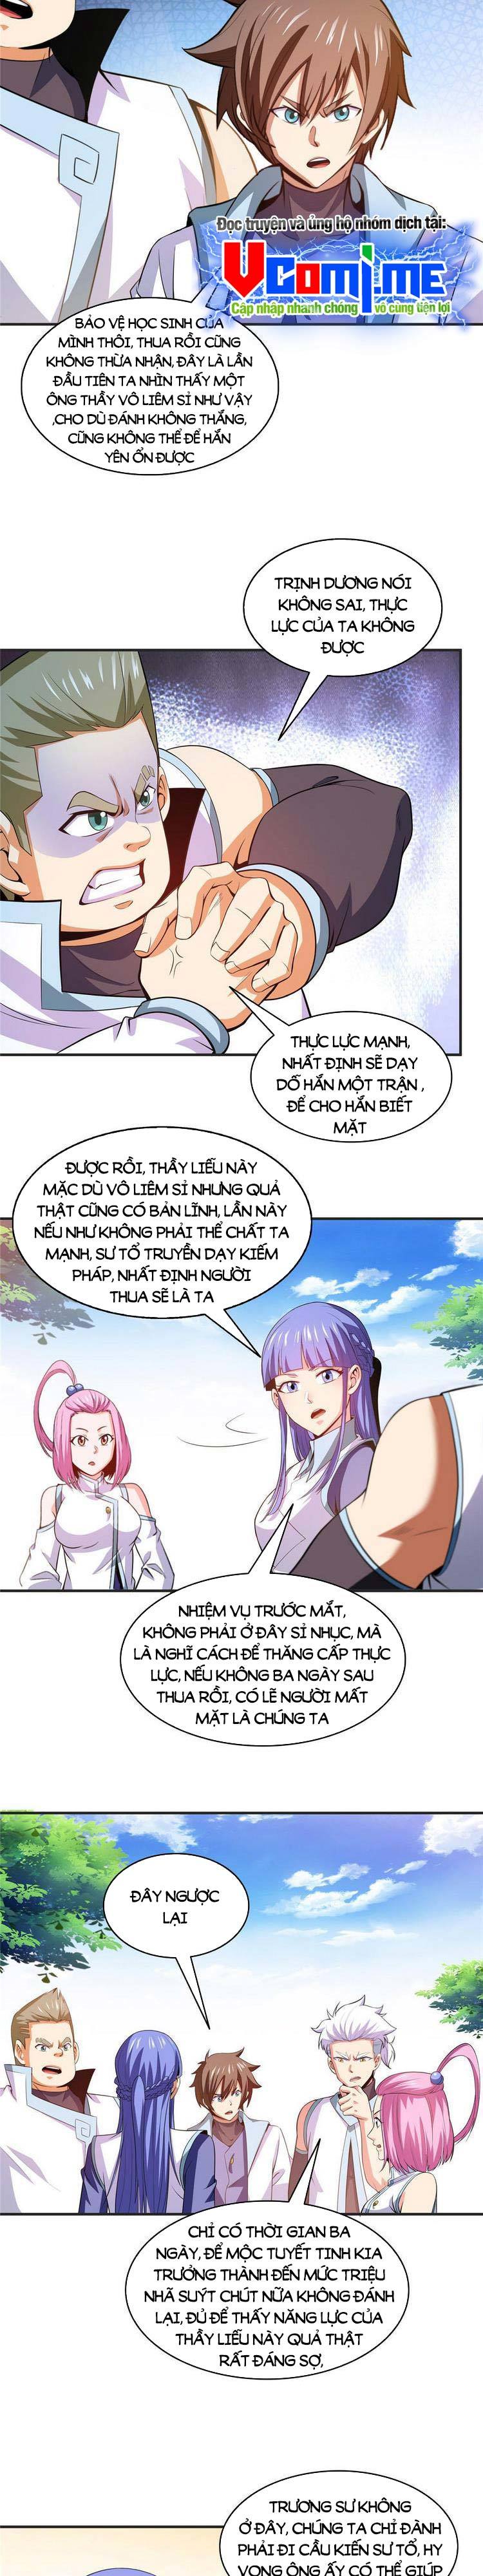 Đọc truyện và ủng hộ nhóm dịch tại:
VComi.me
Cập nhập nhanh chóng vô cùng tiện lợi
BẢO VỆ HỌC SINH CỦA
MÌNH THÔI, THUA RỒI CŨNG
KHÔNG THỪA NHẬN, ĐÂY LÀ LẦN
ĐẦU TIÊN TA NHÌN THẤY MỘT
ÔNG THẦY VÔ LIÊM SỈ NHƯ VẬY
,CHO DÙ ĐÁNH KHÔNG THẮNG,
CŨNG KHÔNG THỂ ĐỂ HẮN
YÊN ỔN ĐƯỢC
TRỊNH DƯƠNG NÓI
KHÔNG SAI, THỰC
LỰC CỦA TA KHÔNG
ĐƯỢC
THỰC LỰC MẠNH,
NHẤT ĐỊNH SẼ DẠY
DỖ HẮN MỘT TRẬN ,
ĐỂ CHO HẮN BIẾT
MẶT
ĐƯỢC RỒI, THẦY LIỄU NÀY
MẶC DÙ VÔ LIÊM SỈ NHƯNG QUẢ
THẬT CŨNG CÓ BẢN LĨNH, LẦN NÀY
NẾU NHƯ KHÔNG PHẢI THỂ CHẤT TA
MẠNH, SƯ TỔ TRUYỀN DẠY KIẾM
PHÁP, NHẤT ĐỊNH NGƯỜI
THUA SẼ LÀ TA
NHIỆM VỤ TRƯỚC MẮT,
KHÔNG PHẢI Ở ĐÂY SỈ NHỤC, MÀ
LÀ NGHĨ CÁCH ĐỂ THĂNG CẤP THỰC
LỰC, NẾU KHÔNG BA NGÀY SAU
THUA RỒI, CÓ LẼ NGƯỜI MẤT
MẶT LÀ CHÚNG TA
ĐÂY NGƯỢC
LẠI
CHỈ CÓ THỜI GIAN BA
NGÀY, ĐỂ MỘC TUYẾT TINH KIA
TRƯỞNG THÀNH ĐẾN MỨC TRIỆU
NHÃ SUÝT CHÚT NỮA KHÔNG ĐÁNH
LẠI, ĐỦ ĐỂ THẤY NĂNG LỰC CỦA
THẦY LIỄU NÀY QUẢ THẬT
RẤT ĐÁNG SỢ,
TRƯƠNG SƯ KHÔNG
Ở ĐÂY, CHÚNG TA CHỈ ĐÀNH
PHẢI ĐI CẦU KIẾN SƯ TỔ, HY
VỌNG ÔNG ẤY CÓ THỂ GIÚP